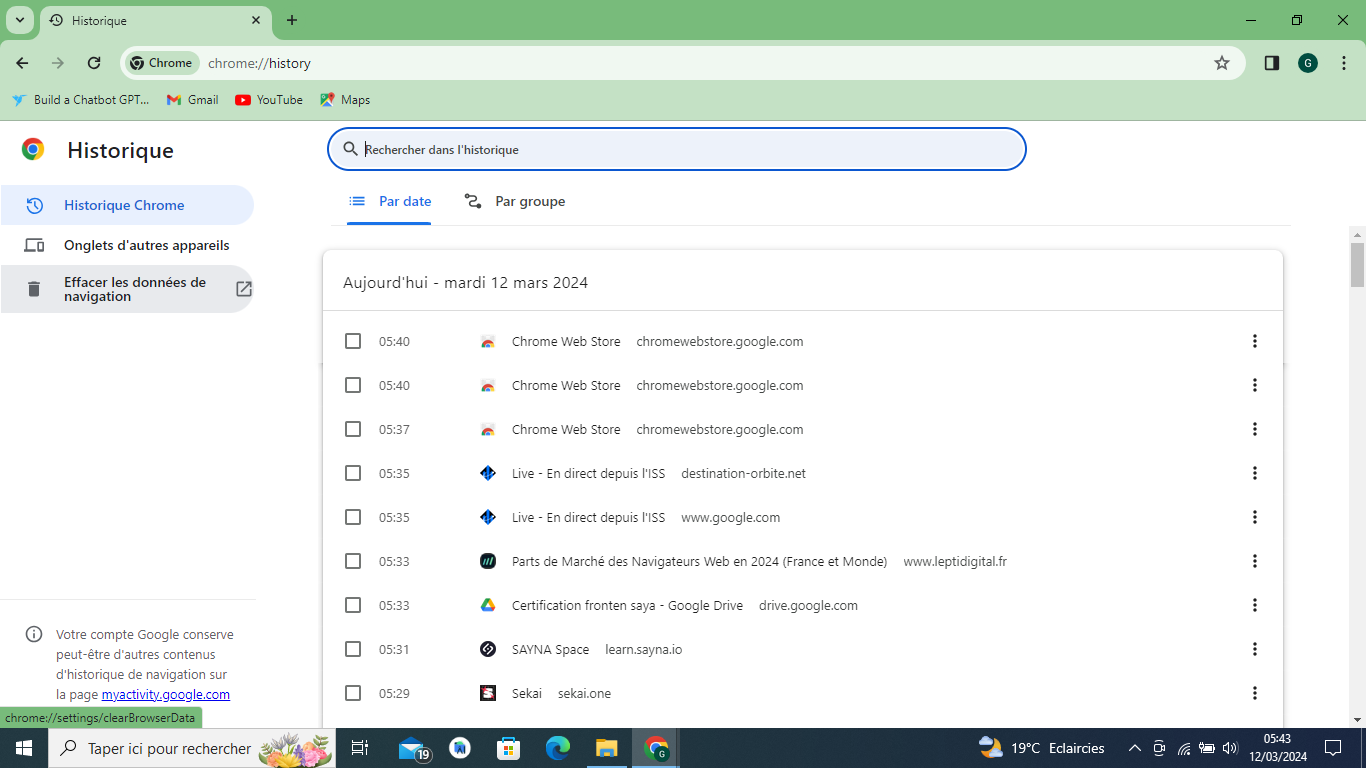 Historique
Chrome
chrome://history
G
Build a Chatbot GPT...
Gmail
YouTube
Maps
Historique
Rechercher dans l'historique
Historique Chrome
Onglets d'autres appareils
Effacer les données de
navigation
Par date
Par groupe
Aujourd'hui - mardi 12 mars 2024
05:40 Chrome Web Store chromewebstore.google.com
05:40 Chrome Web Store chromewebstore.google.com
05:37 Chrome Web Store chromewebstore.google.com
05:35 Live - En direct depuis l'ISS destination-orbite.net
05:35 Live - En direct depuis l'ISS www.google.com
05:33 Parts de Marché des Navigateurs Web en 2024 (France et Monde) www.leptidigital.fr
05:33 Certification fronten saya - Google Drive drive.google.com
05:31 SAYNA Space learn.sayna.io
05:29 Sekai sekai.one
Votre compte Google conserve
peut-être d'autres contenus
d'historique de navigation sur
la page myactivity.google.com
chrome://settings/clearBrowserData
Taper ici pour rechercher
19
G
19°C Eclaircies
05:43
12/03/2024